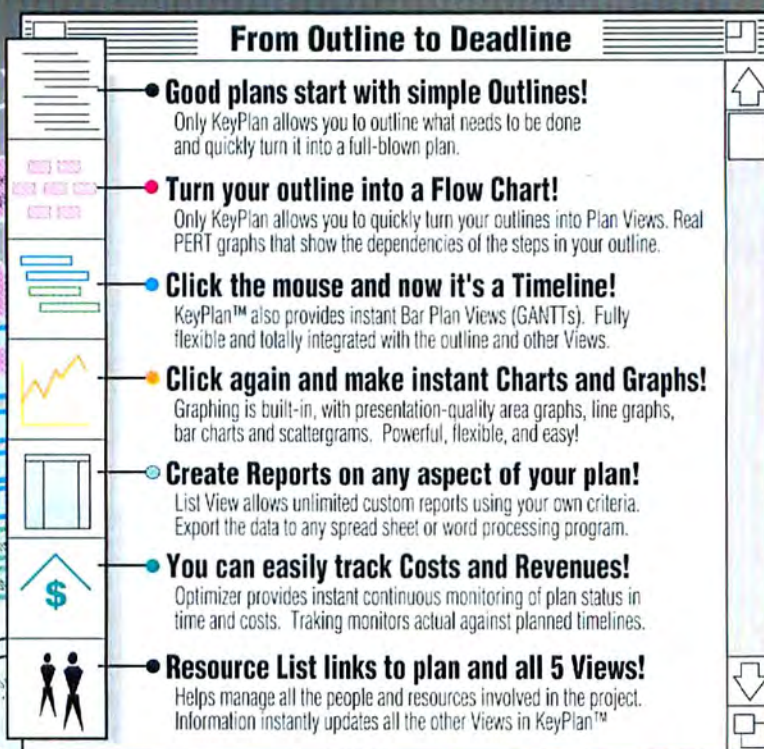 From Outline to Deadline
Good plans start with simple Outlines!
Only KeyPlan allows you to outline what needs to be done
and quickly turn it into a full-blown plan.
Turn your outline into a Flow Chart!
Only KeyPlan allows you to quickly turn your outlines into Plan Views. Real
PERT graphs that show the dependencies of the steps in your outline.
Click the mouse and now it's a Timeline!
KeyPlan™ also provides instant Bar Plan Views (GANTTs). Fully
flexible and totally integrated with the outline and other Views.
Click again and make instant Charts and Graphs!
Graphing is built-in, with presentation-quality area graphs, line graphs,
bar charts and scattergrams. Powerful, flexible, and easy!
Create Reports on any aspect of your plan!
List View allows unlimited custom reports using your own criteria.
Export the data to any spread sheet or word processing program.
You can easily track Costs and Revenues!
$
Optimizer provides instant continuous monitoring of plan status in
time and costs. Traking monitors actual against planned timelines.
Resource List links to plan and all 5 Views!
Helps manage all the people and resources involved in the project.
Information instantly updates all the other Views in KeyPlan™